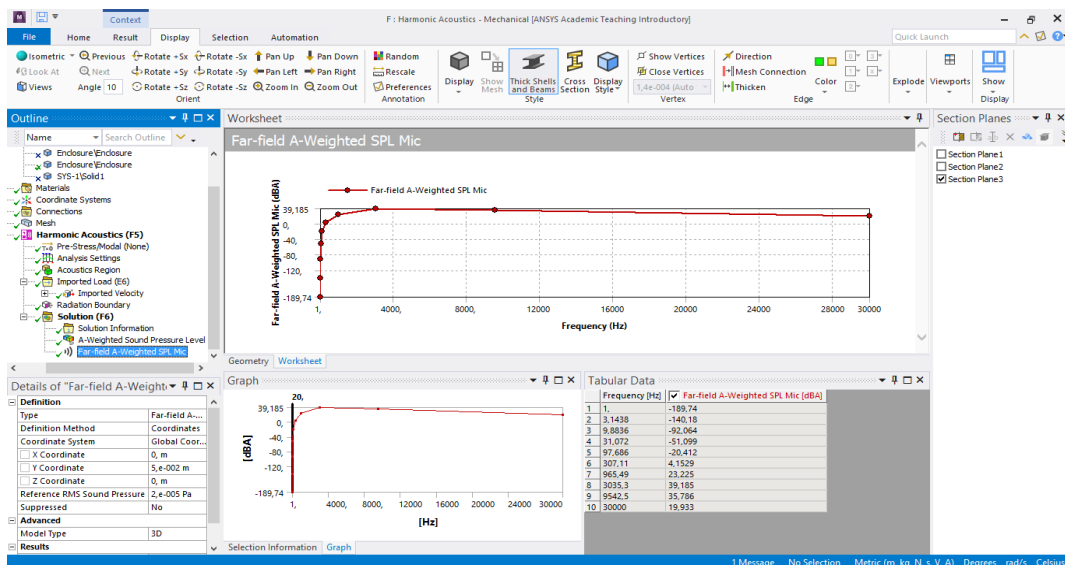 Context
F : Harmonic Acoustics - Mechanical [ANSYS Academic Teaching Introductory]
File Home Result Display Selection Automation
Quick Launch
Isometric Previous Rotate +Sx Rotate -Sx Pan Up Pan Down
Look At Next Rotate +Sy Rotate -Sy Pan Left Pan Right
Views Angle 10 Rotate +Sz Rotate -Sz Zoom In Zoom Out
Orient
Random
Rescale
Preferences
Annotation
Display
Show Mesh
Thick Shells and Beams
Cross Section
Display Style
Style
Show Vertices
Close Vertices
1,4e-004 (Auto
Vertex
Direction
Mesh Connection
Thicken
Color
Edge
Explode
Viewports
Show
Display
Outline
Name Search Outline
Enclosure\Enclosure
Enclosure\Enclosure
SYS-1\Solid1
Materials
Coordinate Systems
Connections
Mesh
Harmonic Acoustics (F5)
Pre-Stress/Modal (None)
Analysis Settings
Acoustics Region
Imported Load (E6)
Imported Velocity
Radiation Boundary
Solution (F6)
Solution Information
A-Weighted Sound Pressure Level
Far-field A-Weighted SPL Mic
Worksheet
Far-field A-Weighted SPL Mic
Far-field A-Weighted SPL Mic
Far-field A-Weighted SPL Mic [dBA]
39,185
0,
-40,
-80,
-120,
-189,74
1, 4000, 8000, 12000 16000 20000 24000 28000 30000
Frequency (Hz)
Geometry Worksheet
Section Planes
Section Plane1
Section Plane2
Section Plane3
Details of "Far-field A-Weighte
Definition
Type Far-field A-...
Definition Method Coordinates
Coordinate System Global Coor...
X Coordinate 0, m
Y Coordinate 5,e-002 m
Z Coordinate 0, m
Reference RMS Sound Pressure 2,e-005 Pa
Suppressed No
Advanced
Model Type 3D
Results
Graph
20,
39,185
0,
-40,
-80,
-120,
-189,74
[dBA]
1, 4000, 8000, 12000 16000 20000 24000 30000
[Hz]
Selection Information Graph
Tabular Data
Frequency [Hz] Far-field A-Weighted SPL Mic [dBA]
1 1, -189,74
2 3,1438 -140,18
3 9,8836 -92,064
4 31,072 -51,099
5 97,686 -20,412
6 307,11 4,1529
7 965,49 23,225
8 3035,3 39,185
9 9542,5 35,786
10 30000 19,933
1 Message No Selection Metric (m, kg, N, s, V, A) Degrees rad/s Celsius